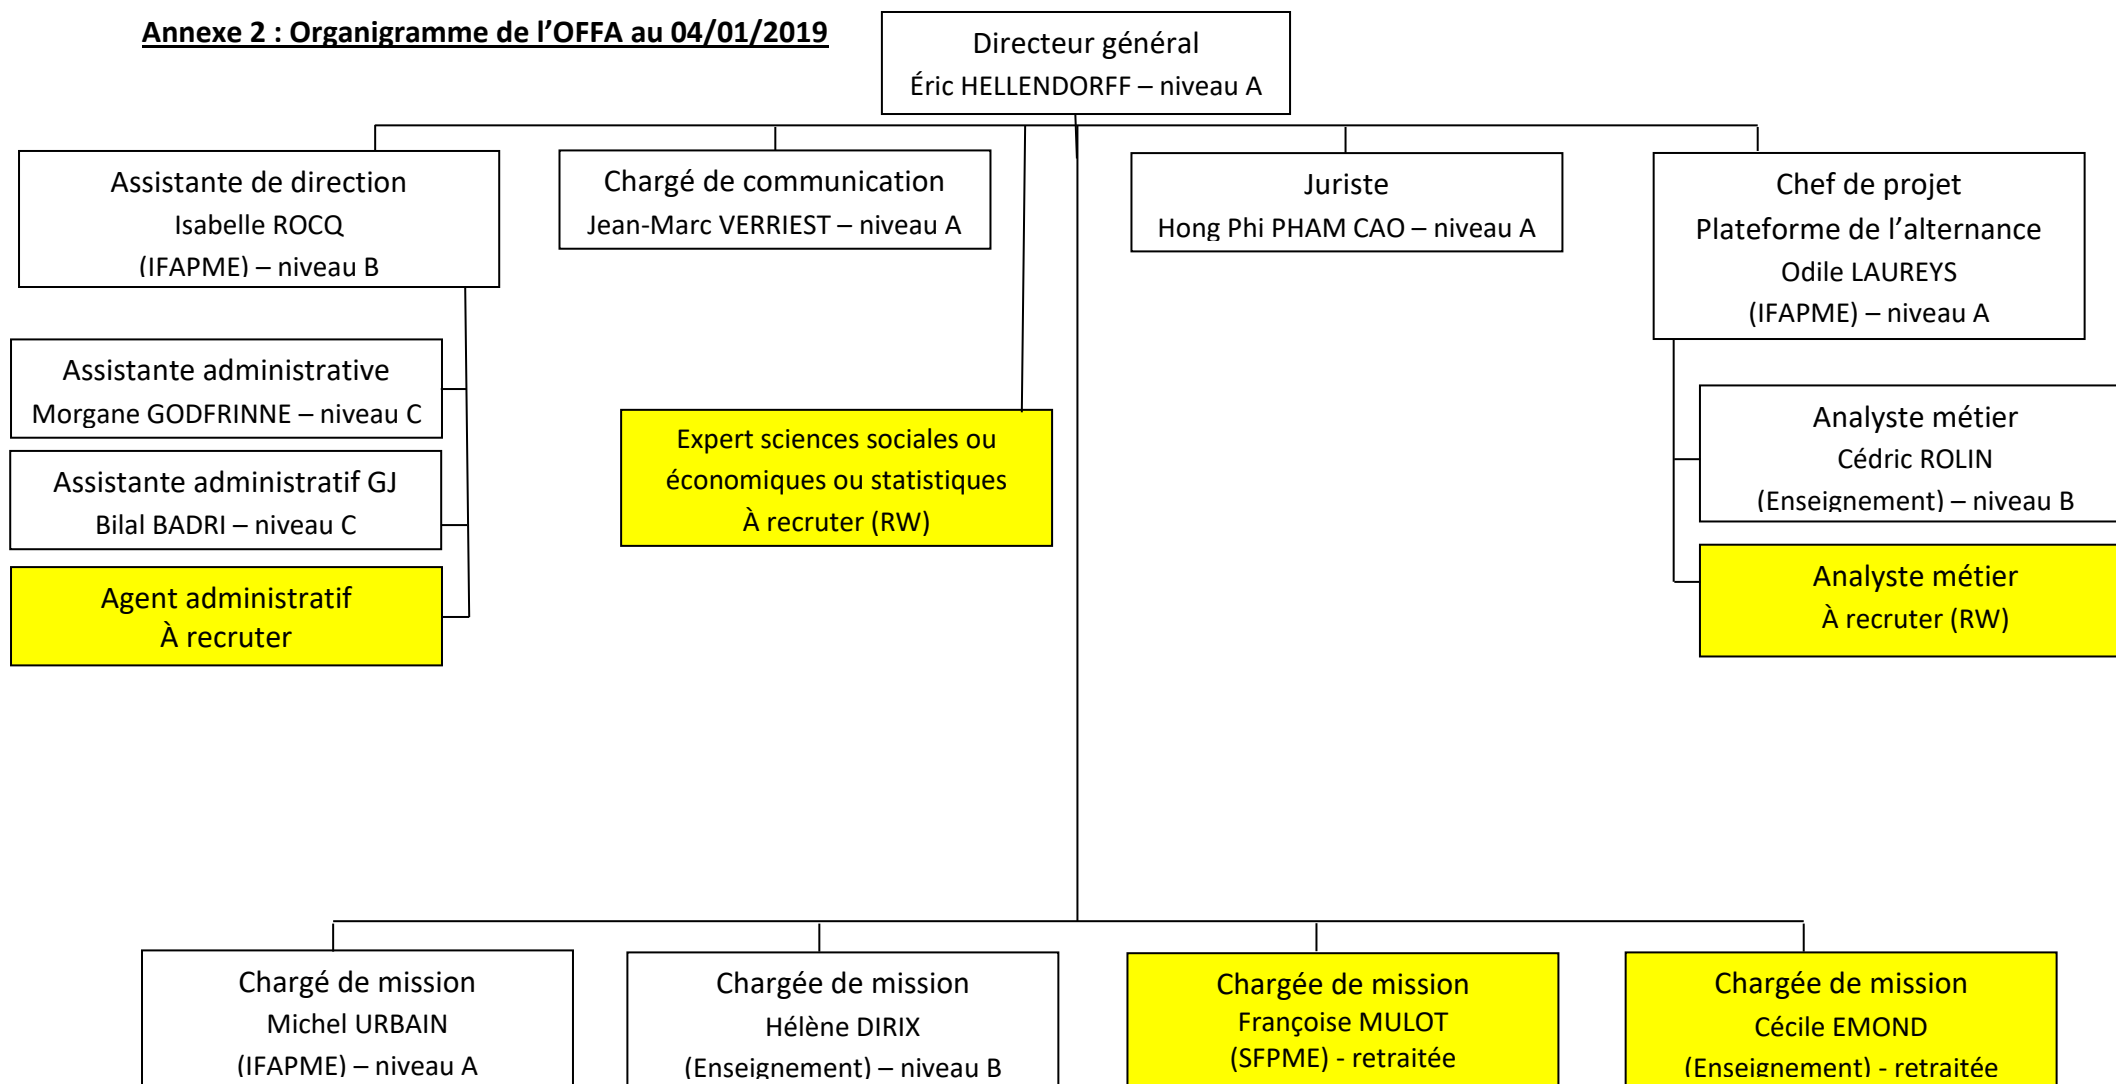 Annexe 2 : Organigramme de l’OFFA au 04/01/2019
Directeur général
Éric HELLENDORFF – niveau A
Assistante de direction
Isabelle ROCQ
(IFAPME) – niveau B
Chargé de communication
Jean-Marc VERRIEST – niveau A
Juriste
Hong Phi PHAM CAO – niveau A
Chef de projet
Plateforme de l’alternance
Odile LAUREYS
(IFAPME) – niveau A
Assistante administrative
Morgane GODFRINNE – niveau C
Assistante administratif GJ
Bilal BADRI – niveau C
Agent administratif
À recruter
Expert sciences sociales ou
économiques ou statistiques
À recruter (RW)
Analyste métier
Cédric ROLIN
(Enseignement) – niveau B
Analyste métier
À recruter (RW)
Chargé de mission
Michel URBAIN
(IFAPME) – niveau A
Chargée de mission
Hélène DIRIX
(Enseignement) – niveau B
Chargée de mission
Françoise MULOT
(SFPME) - retraitée
Chargée de mission
Cécile EMOND
(Enseignement) - retraitée